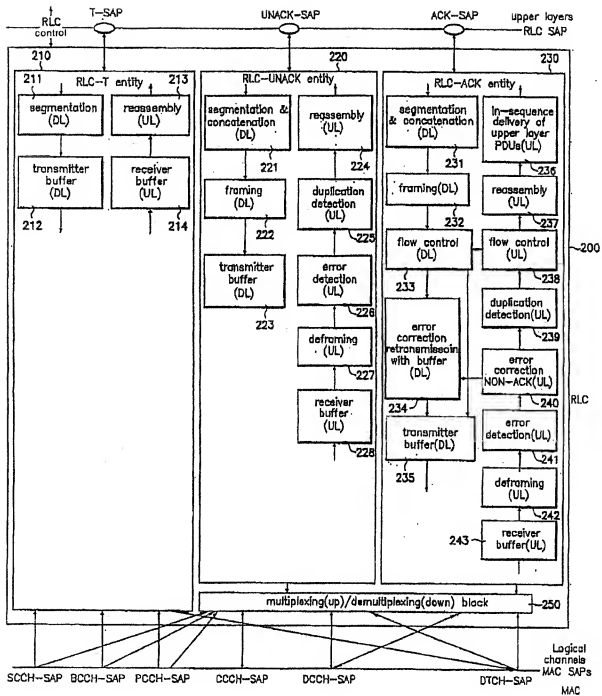 RLC
control
T-SAP
UNACK-SAP
ACK-SAP
upper layers
RLC SAP
210
220
230
RLC-T entity
RLC-UNACK entity
RLC-ACK entity
211
213
segmentation
(DL)
reassembly
(UL)
transmitter
buffer
(DL)
receiver
buffer
(UL)
212
214
segmentation &
concatenation
(DL)
221
reassembly
(UL)
224
framing
(DL)
222
duplication
detection
(UL)
225
transmitter
buffer
(DL)
223
error
detection
(UL)
226
deframing
(UL)
227
receiver
buffer
(UL)
228
segmentation
& concatenation
(DL)
231
In-sequence
delivery of
upper layer
PDUs(UL)
236
framing(DL)
232
reassembly
(UL)
237
flow control
(DL)
233
flow control
(UL)
238
200
duplication
detection(UL)
239
error
correction
retransmissoin
with buffer
(DL)
234
error
correction
NON-ACK(UL)
240
RLC
transmitter
buffer(DL)
235
error
detection(UL)
241
deframing
(UL)
242
243
receiver
buffer(UL)
multiplexing(up)/demultiplexing(down) block
250
Logical
channels
MAC SAPs
SCCH-SAP
BCCH-SAP
PCCH-SAP
CCCH-SAP
DCCH-SAP
DTCH-SAP
MAC